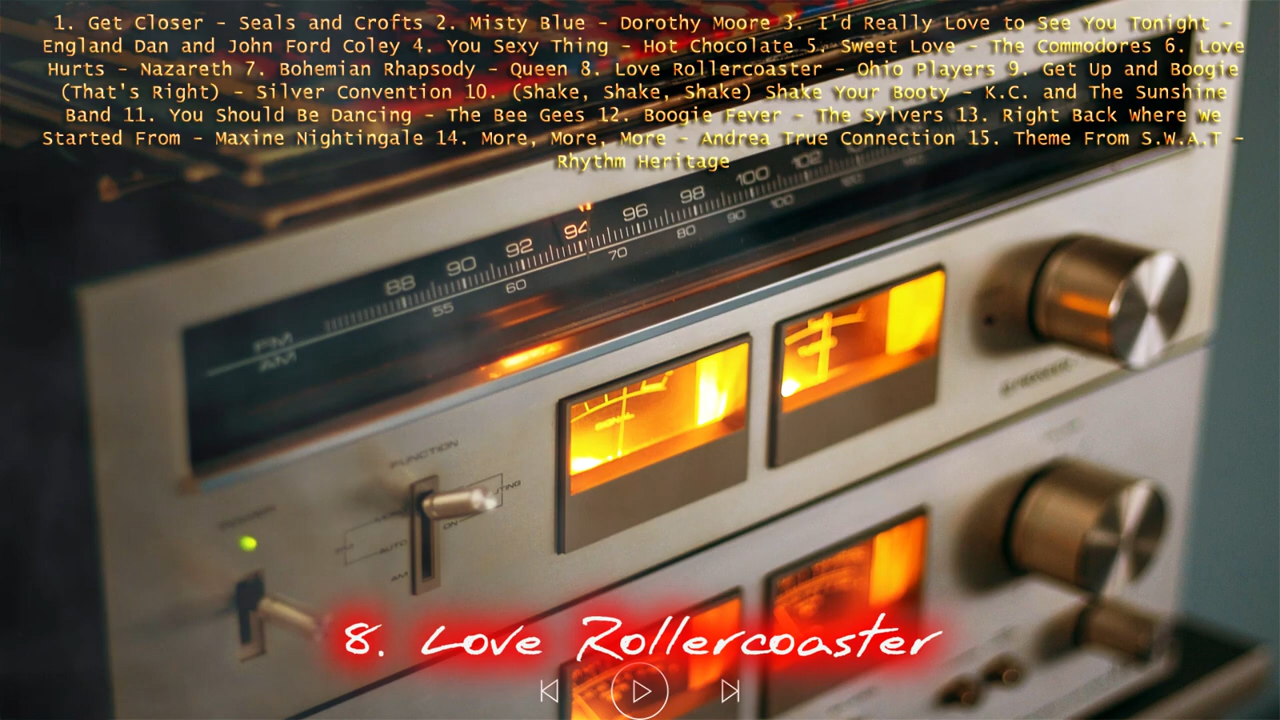 1. Get Closer - Seals and Crofts 2. Misty Blue - Dorothy Moore 3. I'd Really Love to See You Tonight -
England Dan and John Ford Coley 4. You Sexy Thing - Hot Chocolate 5. Sweet Love - The Commodores 6. Love
Hurts - Nazareth 7. Bohemian Rhapsody - Queen 8. Love Rollercoaster - Ohio Players 9. Get Up and Boogie
(That's Right) - Silver Convention 10. (Shake, Shake, Shake) Shake Your Booty - K.C. and The Sunshine
Band 11. You Should Be Dancing - The Bee Gees 12. Boogie Fever - The Sylvers 13. Right Back Where We
Started From - Maxine Nightingale 14. More, More, More - Andrea True Connection 15. Theme From S.W.A.T -
Rhythm Heritage
88 90 92 94 96 98 100 102
55 60 70 80 90 100
FM
AM
FUNCTION
ON
AUTO
AM
8. Love Rollercoaster